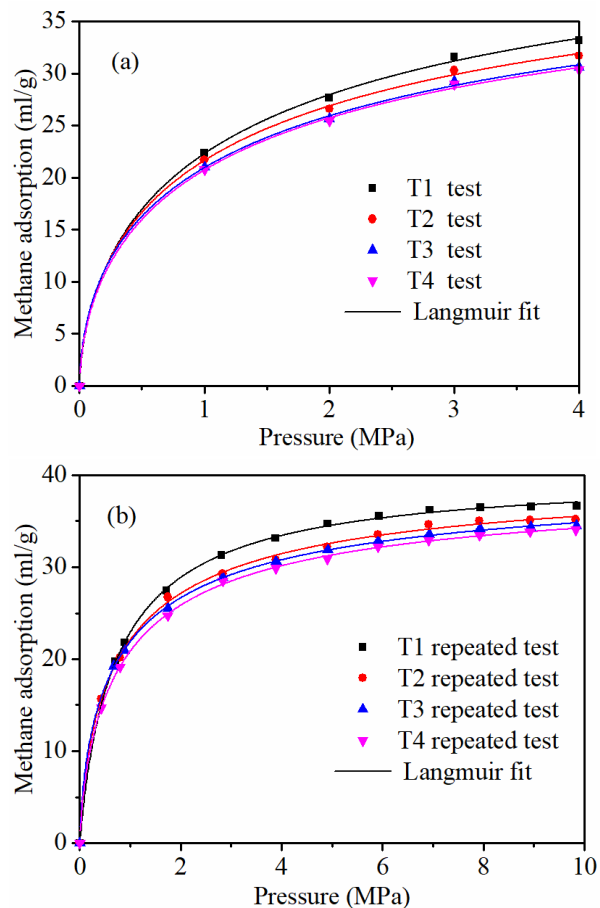 35
(a)
30
25
20
15
10
5
0
Methane adsorption (ml/g)
T1 test
T2 test
T3 test
T4 test
Langmuir fit
0 1 2 3 4
Pressure (MPa)
40
(b)
30
20
10
0
Methane adsorption (ml/g)
T1 repeated test
T2 repeated test
T3 repeated test
T4 repeated test
Langmuir fit
0 2 4 6 8 10
Pressure (MPa)